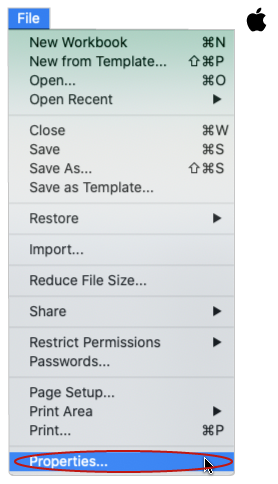 File
New Workbook ⌘N
New from Template... ⇧⌘P
Open... ⌘O
Open Recent ▶
Close ⌘W
Save ⌘S
Save As... ⇧⌘S
Save as Template...
Restore ▶
Import...
Reduce File Size...
Share ▶
Restrict Permissions ▶
Passwords...
Page Setup...
Print Area ▶
Print... ⌘P
Properties...